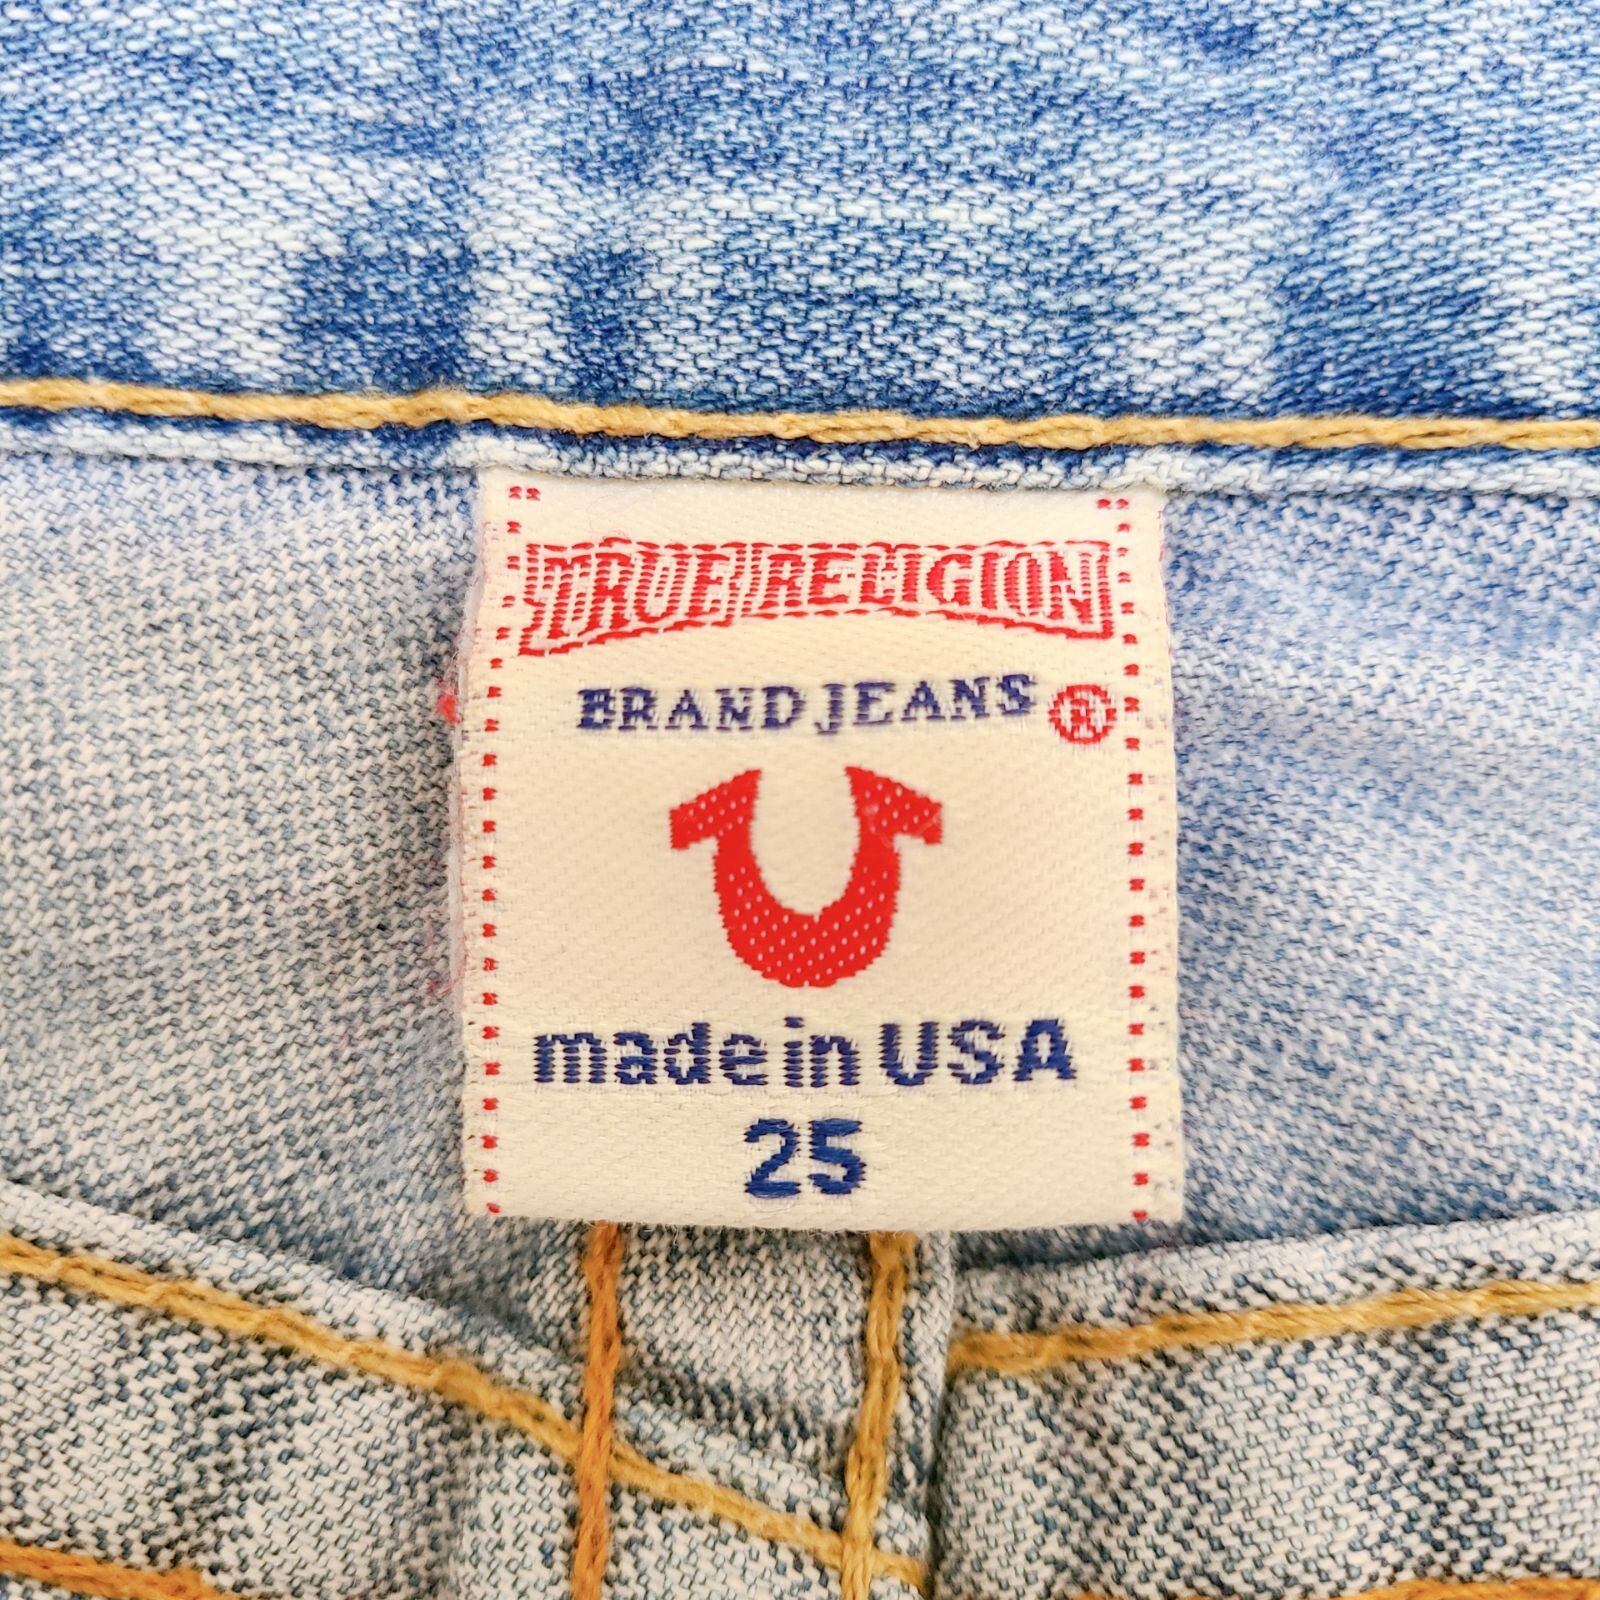 TRUE RELIGION
BRAND JEANS ®
made in USA
25